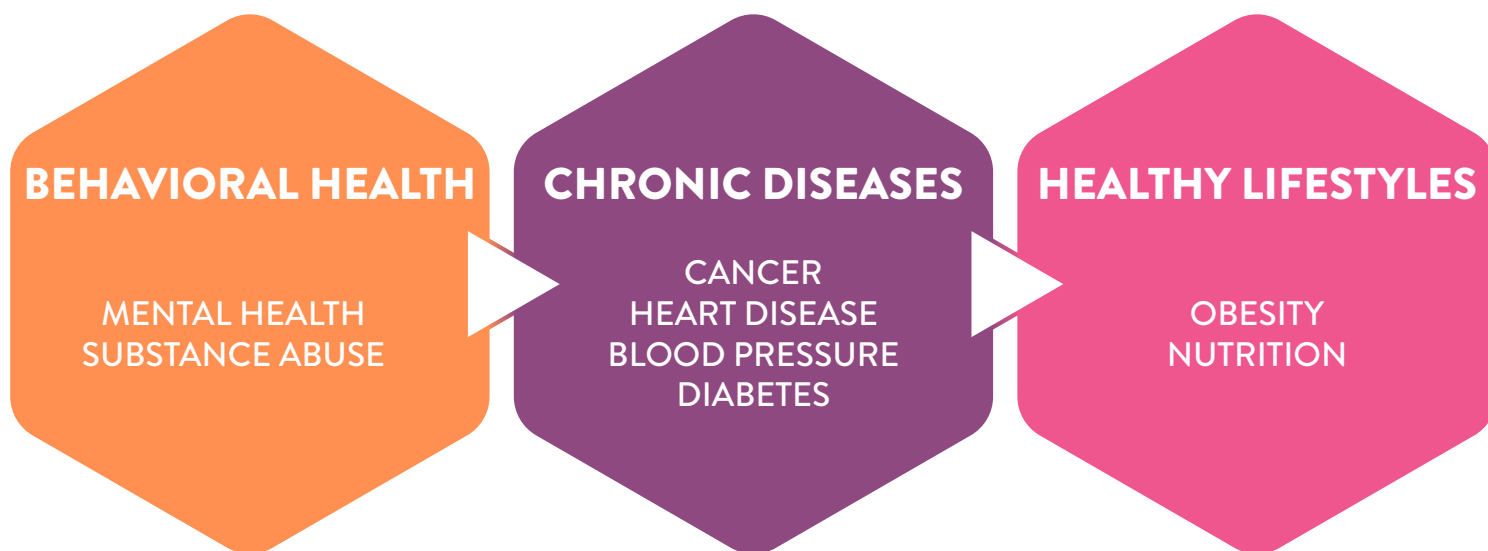 BEHAVIORAL HEALTH
MENTAL HEALTH
SUBSTANCE ABUSE
CHRONIC DISEASES
CANCER
HEART DISEASE
BLOOD PRESSURE
DIABETES
HEALTHY LIFESTYLES
OBESITY
NUTRITION